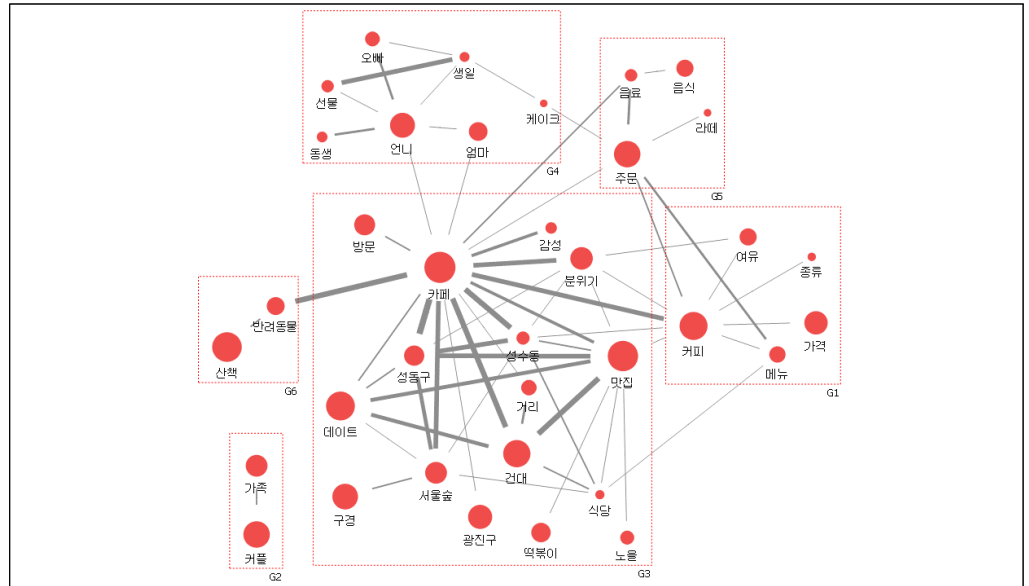 오빠
생일
선물
케이크
동생
언니
엄마
G4
음료
음식
라떼
주문
G5
방문
카페
감성
분위기
성동구
성수동
맛집
거리
데이트
건대
서울숲
구경
광진구
식당
떡볶이
노을
G3
여유
종류
커피
가격
메뉴
G1
반려동물
산책
G6
가족
커플
G2